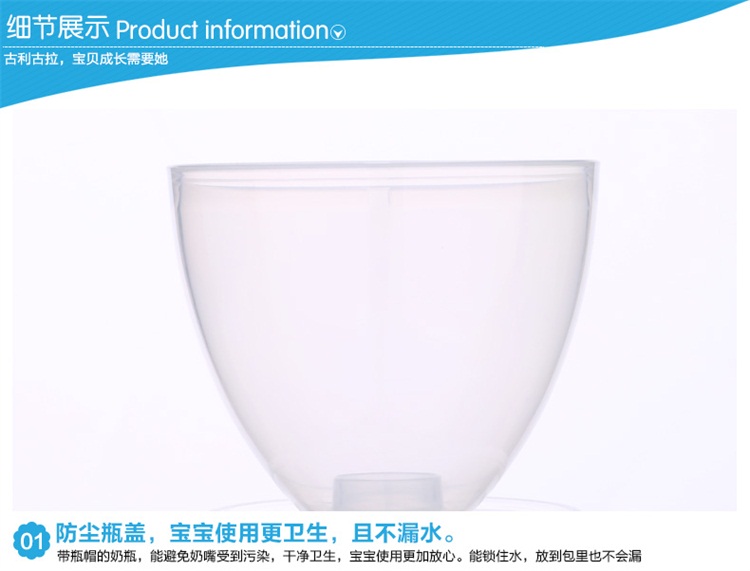 细节展示 Product information
古利古拉，宝贝成长需要她
01 防尘瓶盖，宝宝使用更卫生，且不漏水。
带瓶帽的奶瓶，能避免奶嘴受到污染，干净卫生，宝宝使用更加放心。能锁住水，放到包里也不会漏